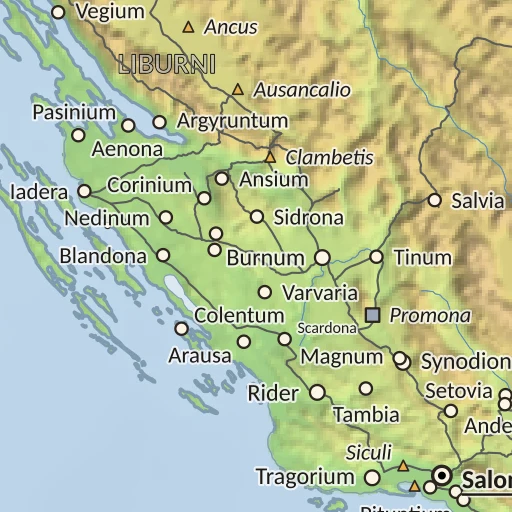 Vegium
Ancus
LIBURNI
Ausancalio
Pasinium
Argyruntum
Aenona
Clambetis
Iadera
Corinium
Ansium
Salvia
Nedinum
Sidrona
Blandona
Burnum
Tinum
Varvaria
Colentum
Promona
Scardona
Arausa
Magnum
Synodion
Rider
Setovia
Tambia
Ande
Siculi
Tragorium
Salon